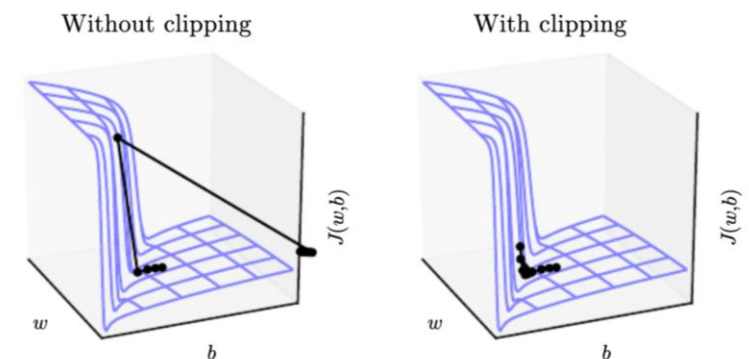 Without clipping
J(w,b)
w
b
With clipping
J(w,b)
w
b